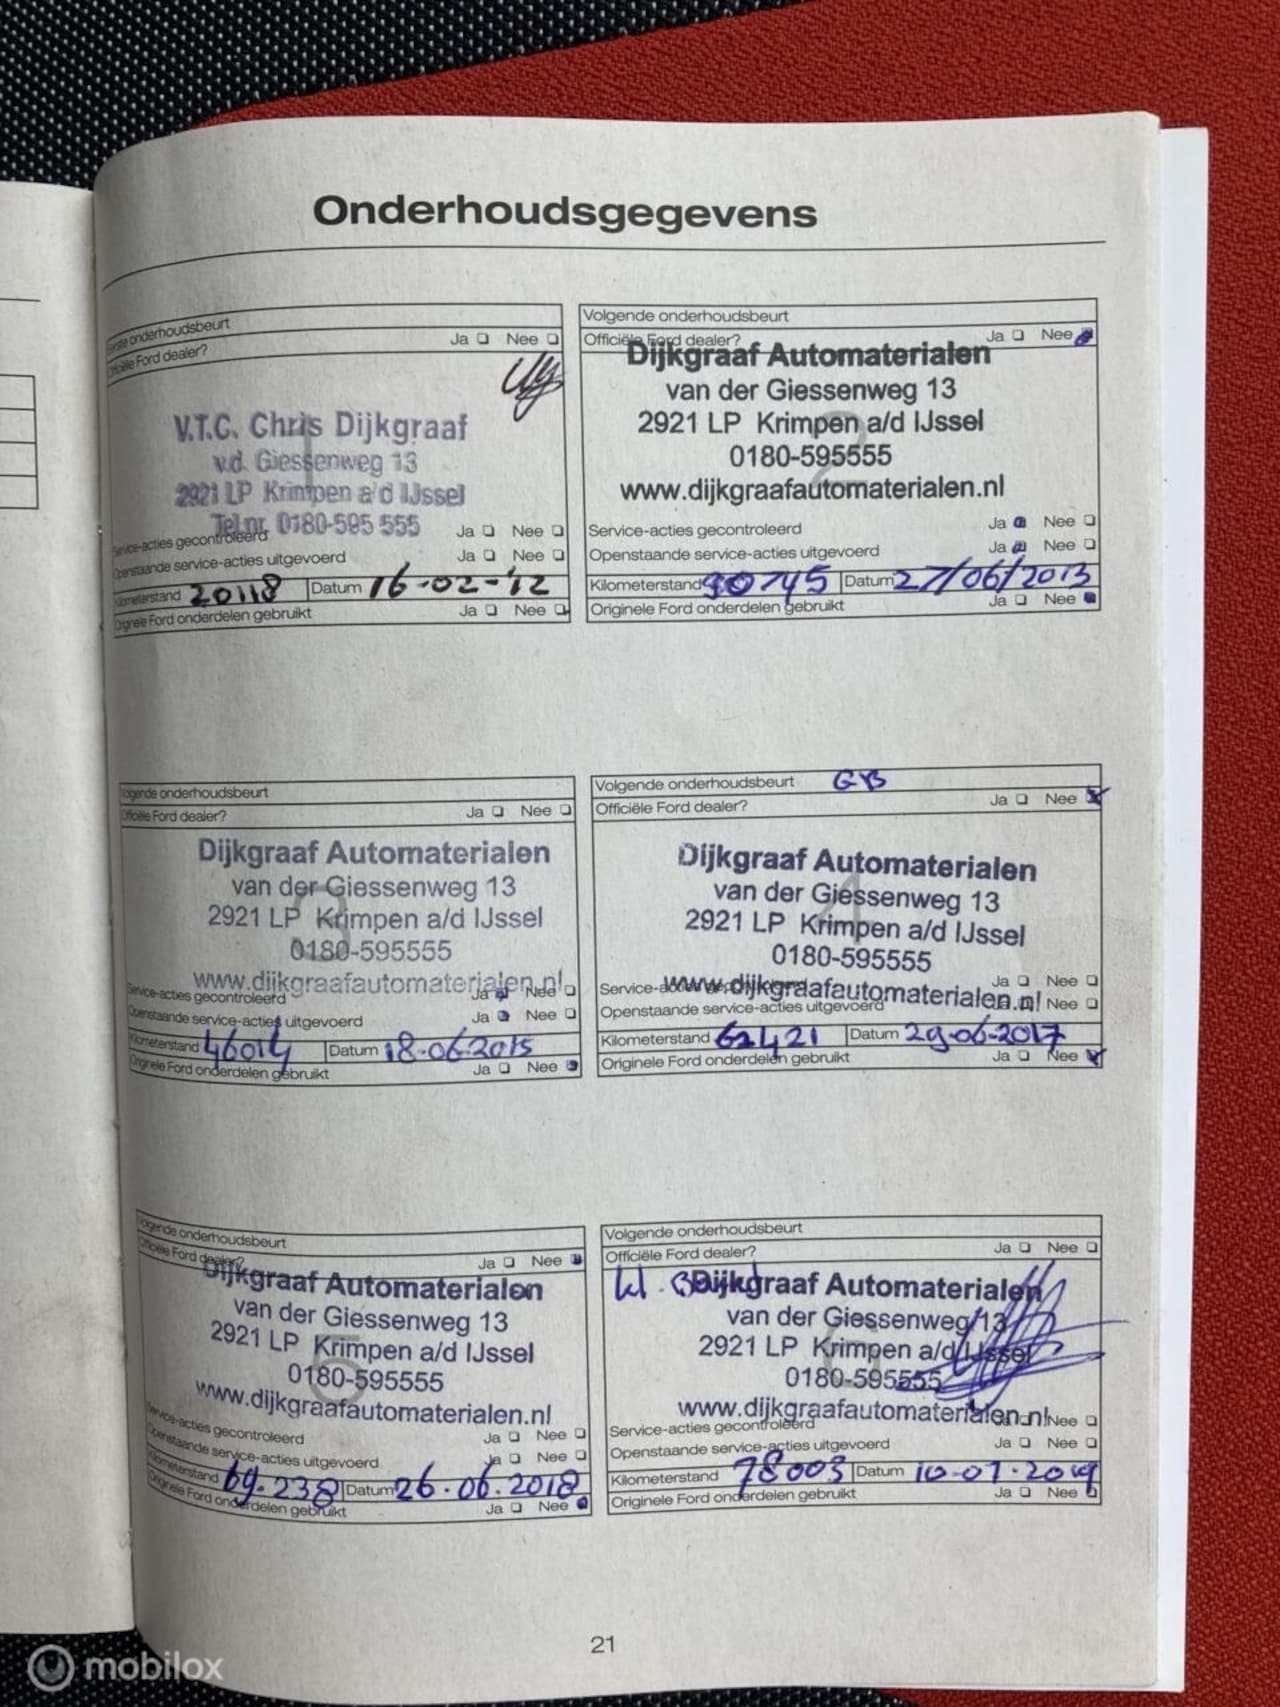 Onderhoudsgegevens
onderhoudsbeurt
Officiële Ford dealer? Ja Nee
V.T.C. Chris Dijkgraaf
v.d. Giessenweg 13
2921 LP Krimpen a/d IJssel
Tel.nr. 0180-595 555
Service-acties gecontroleerd Ja Nee
Openstaande service-acties uitgevoerd Ja Nee
Kilometerstand 20118 Datum 16-02-'12
Originele Ford onderdelen gebruikt Ja Nee
Volgende onderhoudsbeurt
Officiële Ford dealer? Ja Nee
Dijkgraaf Automaterialen
van der Giessenweg 13
2921 LP Krimpen a/d IJssel
2
0180-595555
www.dijkgraafautomaterialen.nl
Service-acties gecontroleerd Ja Nee
Openstaande service-acties uitgevoerd Ja Nee
Kilometerstand Datum 27/06/2013
Originele Ford onderdelen gebruikt Ja Nee
Volgende onderhoudsbeurt
Officiële Ford dealer? Ja Nee
Dijkgraaf Automaterialen
van der Giessenweg 13
3
2921 LP Krimpen a/d IJssel
0180-595555
www.dijkgraafautomaterialen.nl
Service-acties gecontroleerd Ja Nee
Openstaande service-acties uitgevoerd Ja Nee
Kilometerstand 46014 Datum 18-06-2015
Originele Ford onderdelen gebruikt Ja Nee
Volgende onderhoudsbeurt GB
Officiële Ford dealer? Ja Nee
Dijkgraaf Automaterialen
van der Giessenweg 13
4
2921 LP Krimpen a/d IJssel
0180-595555
www.dijkgraafautomaterialen.nl
Service-acties gecontroleerd Ja Nee
Openstaande service-acties uitgevoerd Nee
Kilometerstand 62421 Datum 29-06-2017
Originele Ford onderdelen gebruikt Ja Nee
Volgende onderhoudsbeurt
Officiële Ford dealer? Ja Nee
Dijkgraaf Automaterialen
van der Giessenweg 13
2921 LP Krimpen a/d IJssel
5
0180-595555
www.dijkgraafautomaterialen.nl
Service-acties gecontroleerd Ja Nee
Openstaande service-acties uitgevoerd Ja Nee
Kilometerstand 69.238 Datum 26.06.2018
Originele Ford onderdelen gebruikt Ja Nee
Volgende onderhoudsbeurt
Officiële Ford dealer? Ja Nee
Dijkgraaf Automaterialen
van der Giessenweg 13
2921 LP Krimpen a/d IJssel
6
0180-595555
www.dijkgraafautomaterialen.nl
Service-acties gecontroleerd Nee
Openstaande service-acties uitgevoerd Ja Nee
Kilometerstand 78003 Datum 10-07-2019
Originele Ford onderdelen gebruikt Ja Nee
21
mobilox